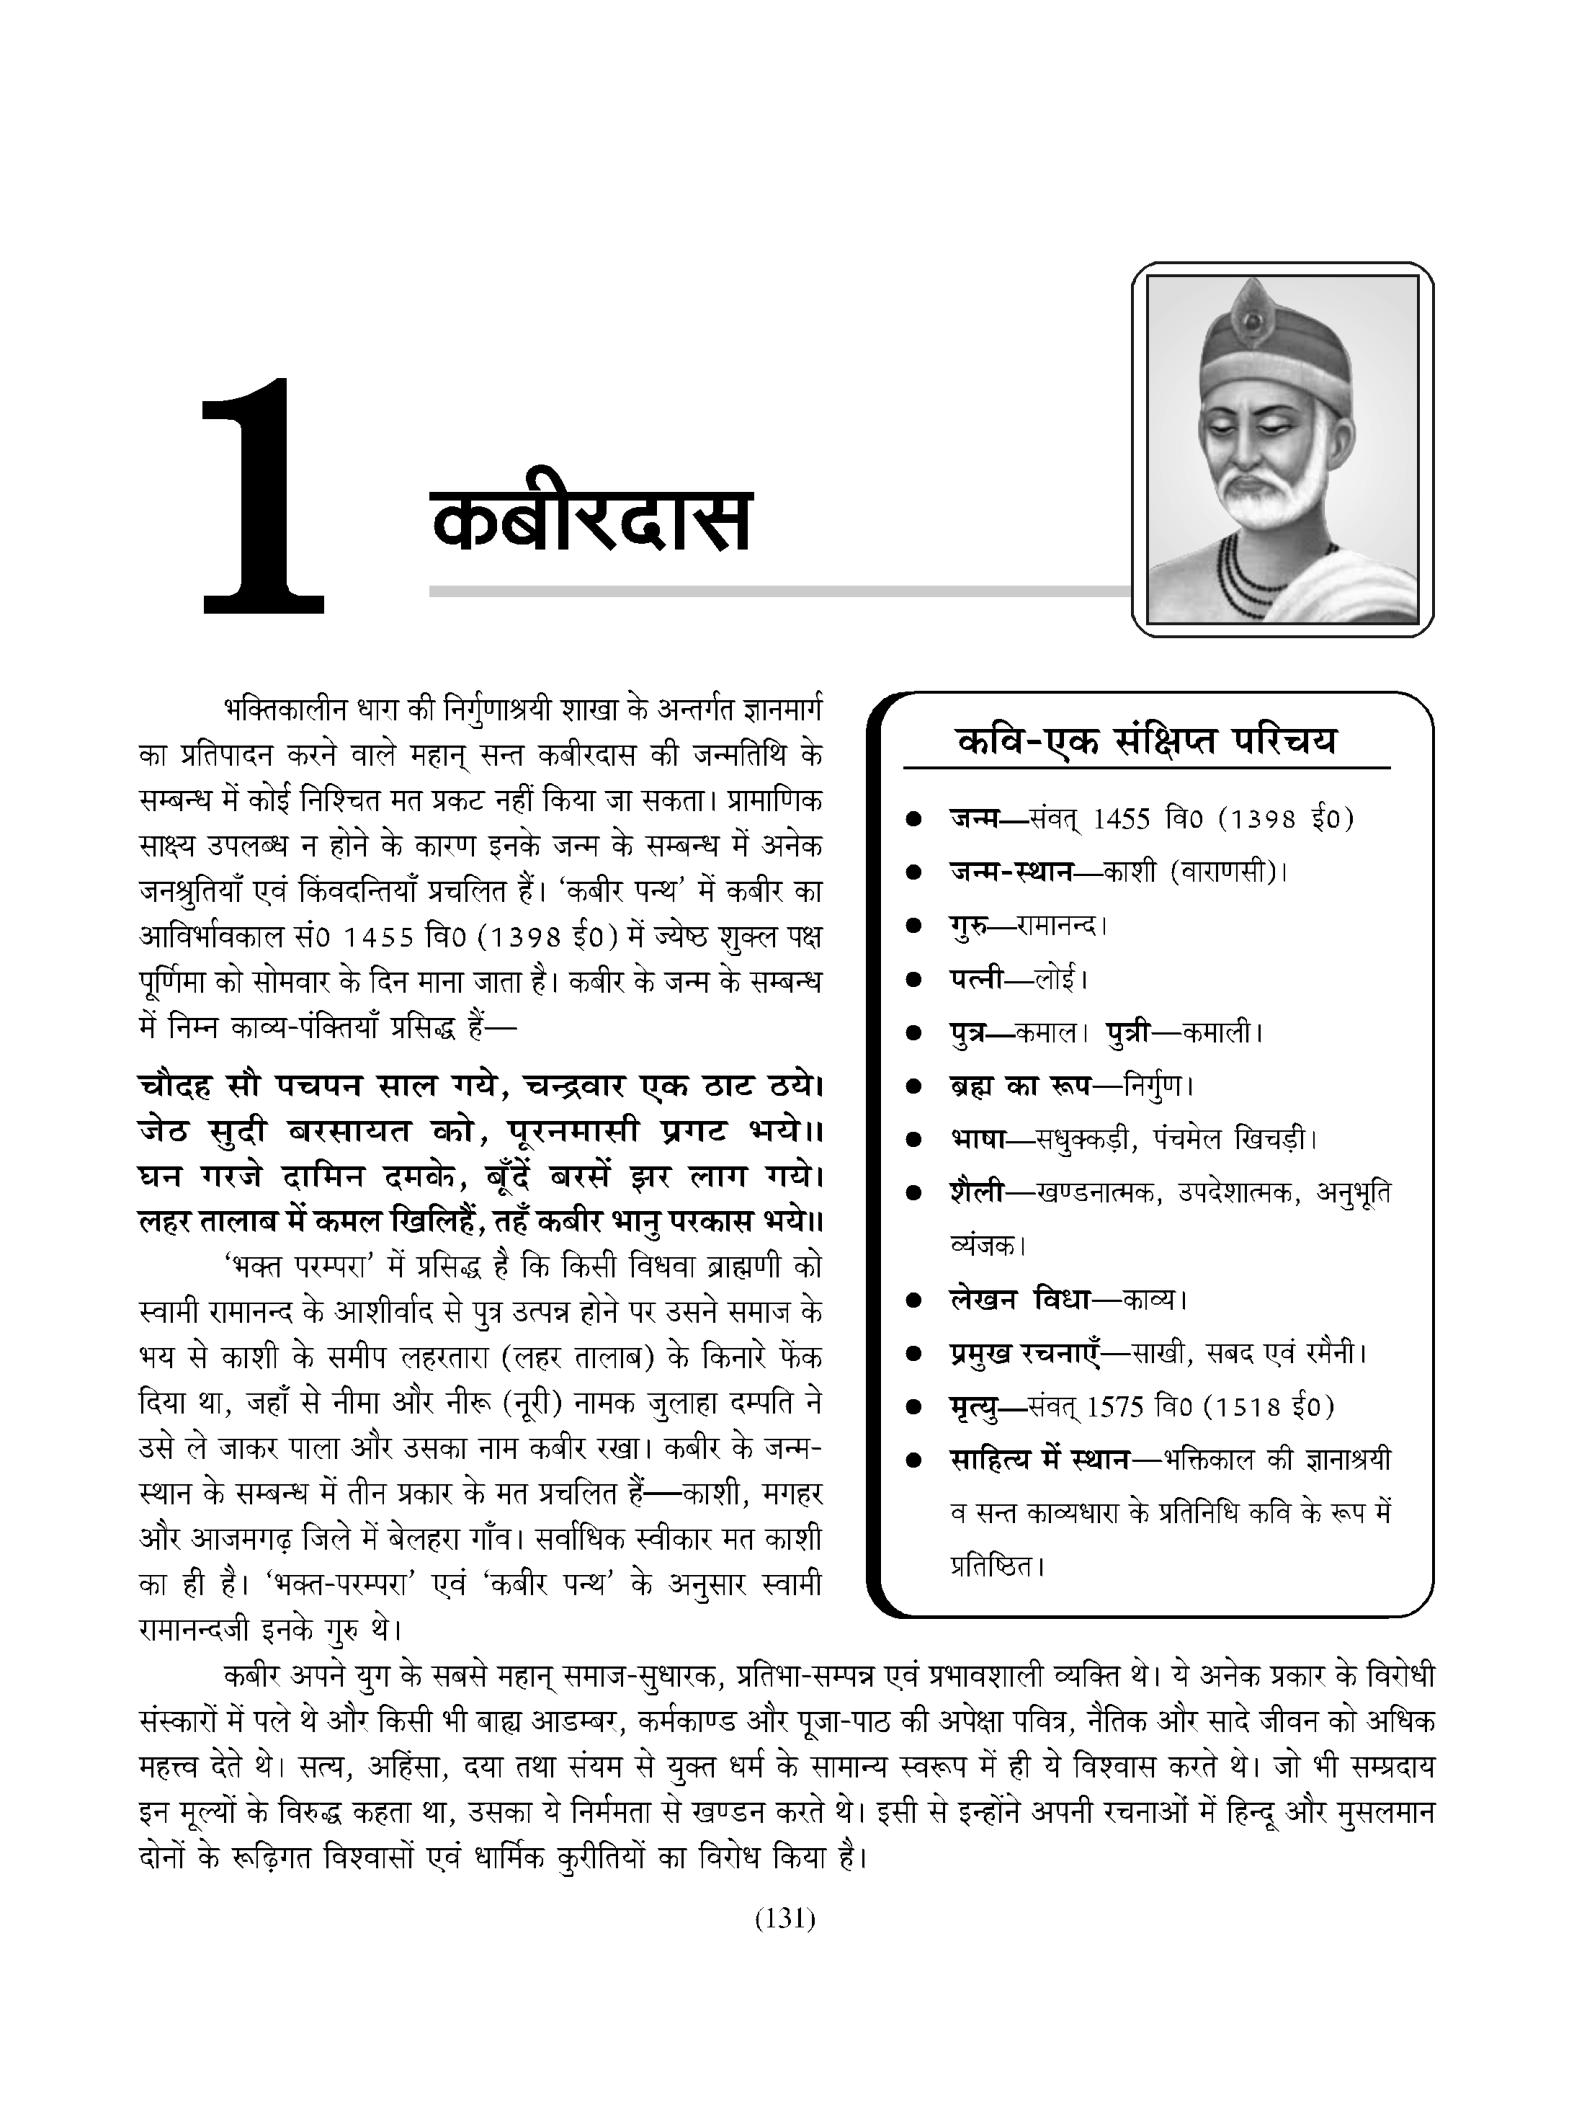 1
कबीरदास
भक्तिकालीन धारा की निर्गुणाश्रयी शाखा के अन्तर्गत ज्ञानमार्ग
का प्रतिपादन करने वाले महान् सन्त कबीरदास की जन्मतिथि के
सम्बन्ध में कोई निश्चित मत प्रकट नहीं किया जा सकता। प्रामाणिक
साक्ष्य उपलब्ध न होने के कारण इनके जन्म के सम्बन्ध में अनेक
जनश्रुतियाँ एवं किंवदन्तियाँ प्रचलित हैं। ‘कबीर पन्थ’ में कबीर का
आविर्भावकाल सं0 1455 वि0 (1398 ई0) में ज्येष्ठ शुक्ल पक्ष
पूर्णिमा को सोमवार के दिन माना जाता है। कबीर के जन्म के सम्बन्ध
में निम्न काव्य-पंक्तियाँ प्रसिद्ध हैं—
चौदह सौ पचपन साल गये, चन्द्रवार एक ठाट ठये।
जेठ सुदी बरसायत को, पूरनमासी प्रगट भये॥
घन गरजे दामिन दमके, बूँदें बरसें झर लाग गये।
लहर तालाब में कमल खिलिहैं, तहँ कबीर भानु परकास भये॥
‘भक्त परम्परा’ में प्रसिद्ध है कि किसी विधवा ब्राह्मणी को
स्वामी रामानन्द के आशीर्वाद से पुत्र उत्पन्न होने पर उसने समाज के
भय से काशी के समीप लहरतारा (लहर तालाब) के किनारे फेंक
दिया था, जहाँ से नीमा और नीरू (नूरी) नामक जुलाहा दम्पति ने
उसे ले जाकर पाला और उसका नाम कबीर रखा। कबीर के जन्म-
स्थान के सम्बन्ध में तीन प्रकार के मत प्रचलित हैं—काशी, मगहर
और आजमगढ़ जिले में बेलहरा गाँव। सर्वाधिक स्वीकार मत काशी
का ही है। ‘भक्त-परम्परा’ एवं ‘कबीर पन्थ’ के अनुसार स्वामी
रामानन्दजी इनके गुरु थे।
कवि-एक संक्षिप्त परिचय
● जन्म—संवत् 1455 वि0 (1398 ई0)
● जन्म-स्थान—काशी (वाराणसी)।
● गुरु—रामानन्द।
● पत्नी—लोई।
● पुत्र—कमाल। पुत्री—कमाली।
● ब्रह्म का रूप—निर्गुण।
● भाषा—सधुक्कड़ी, पंचमेल खिचड़ी।
● शैली—खण्डनात्मक, उपदेशात्मक, अनुभूति
व्यंजक।
● लेखन विधा—काव्य।
● प्रमुख रचनाएँ—साखी, सबद एवं रमैनी।
● मृत्यु—संवत् 1575 वि0 (1518 ई0)
● साहित्य में स्थान—भक्तिकाल की ज्ञानाश्रयी
व सन्त काव्यधारा के प्रतिनिधि कवि के रूप में
प्रतिष्ठित।
कबीर अपने युग के सबसे महान् समाज-सुधारक, प्रतिभा-सम्पन्न एवं प्रभावशाली व्यक्ति थे। ये अनेक प्रकार के विरोधी
संस्कारों में पले थे और किसी भी बाह्य आडम्बर, कर्मकाण्ड और पूजा-पाठ की अपेक्षा पवित्र, नैतिक और सादे जीवन को अधिक
महत्त्व देते थे। सत्य, अहिंसा, दया तथा संयम से युक्त धर्म के सामान्य स्वरूप में ही ये विश्वास करते थे। जो भी सम्प्रदाय
इन मूल्यों के विरुद्ध कहता था, उसका ये निर्ममता से खण्डन करते थे। इसी से इन्होंने अपनी रचनाओं में हिन्दू और मुसलमान
दोनों के रूढ़िगत विश्वासों एवं धार्मिक कुरीतियों का विरोध किया है।
(131)